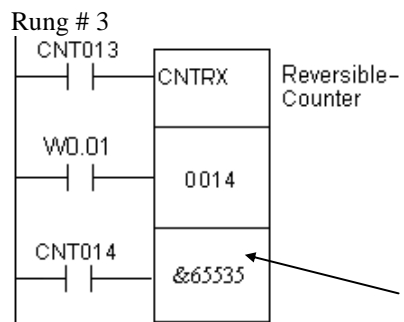 Rung # 3
CNT013
CNTRX
Reversible-
Counter
W0.01
0014
CNT014
&65535